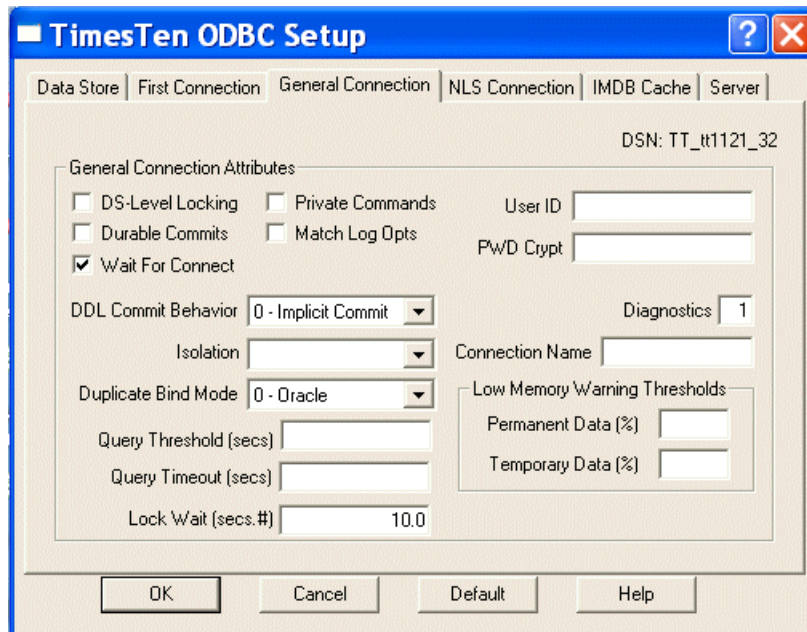 TimesTen ODBC Setup
Data Store First Connection General Connection NLS Connection IMDB Cache Server
DSN: TT_tt1121_32
General Connection Attributes
DS-Level Locking Private Commands User ID
Durable Commits Match Log Opts PWD Crypt
Wait For Connect
DDL Commit Behavior 0 - Implicit Commit Diagnostics 1
Isolation Connection Name
Duplicate Bind Mode 0 - Oracle Low Memory Warning Thresholds
Query Threshold (secs) Permanent Data (%)
Query Timeout (secs) Temporary Data (%)
Lock Wait (secs.#) 10.0
OK Cancel Default Help